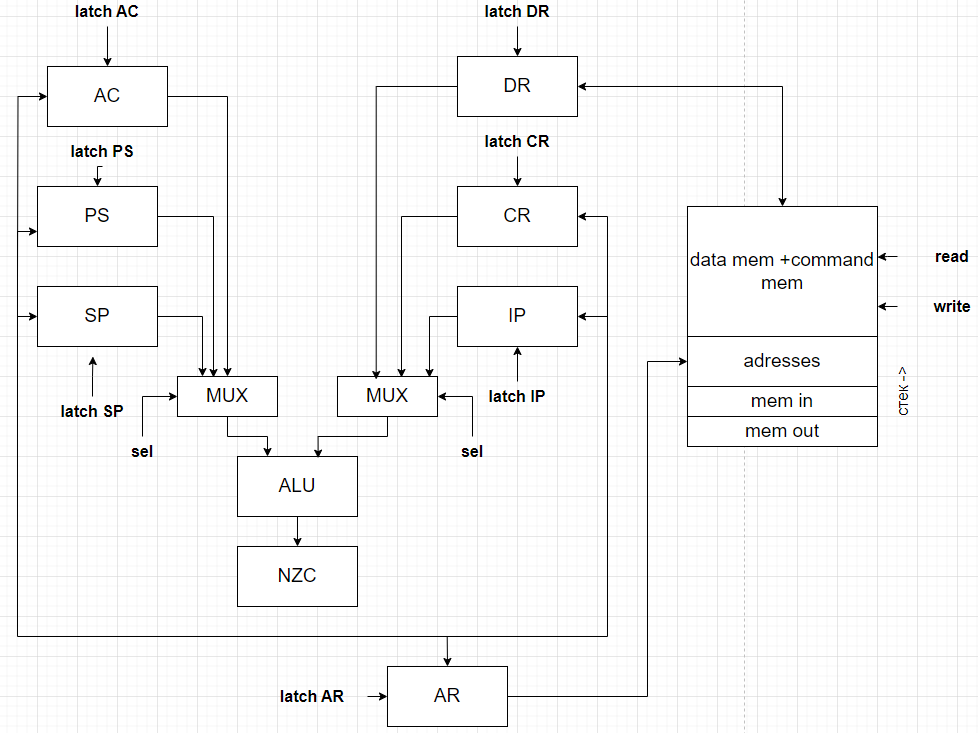 latch AC
latch DR
AC
DR
latch PS
latch CR
PS
CR
data mem +command
mem
read
write
SP
IP
adresses
MUX
MUX
latch SP
latch IP
стек ->
mem in
mem out
sel
sel
ALU
NZC
latch AR
AR